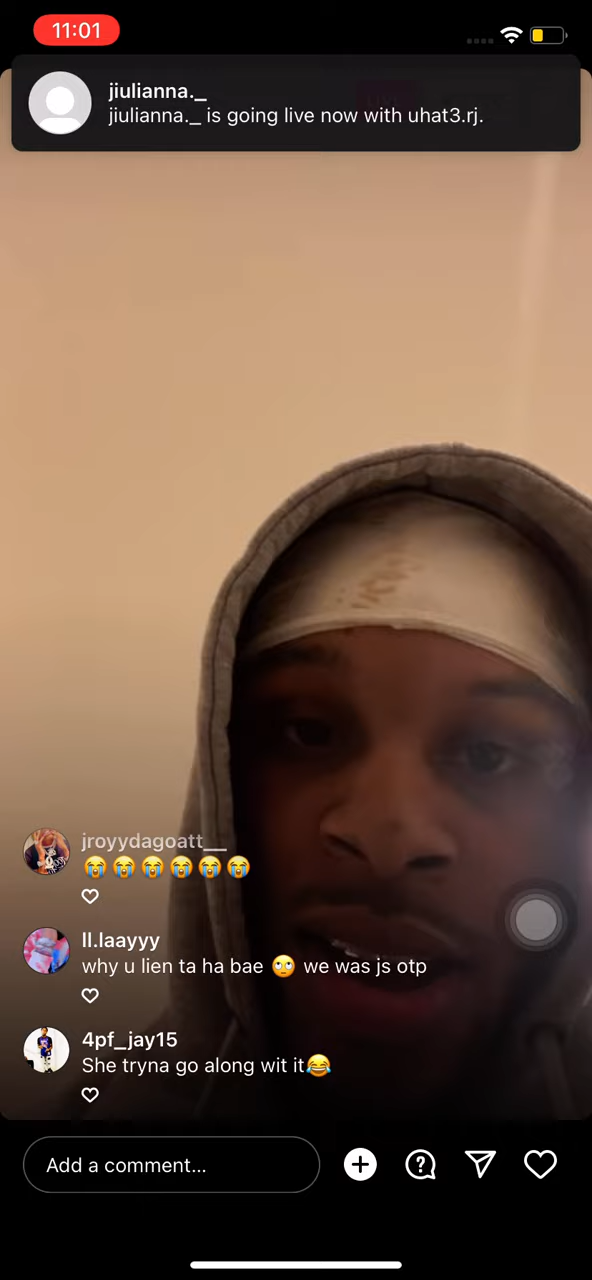 11:01
jiulianna._
jiulianna._ is going live now with uhat3.rj.
jroyydagoatt__
😭😭😭😭😭😭
ll.laayyy
why u lien ta ha bae 🙄 we was js otp
4pf_jay15
She tryna go along wit it😂
Add a comment...